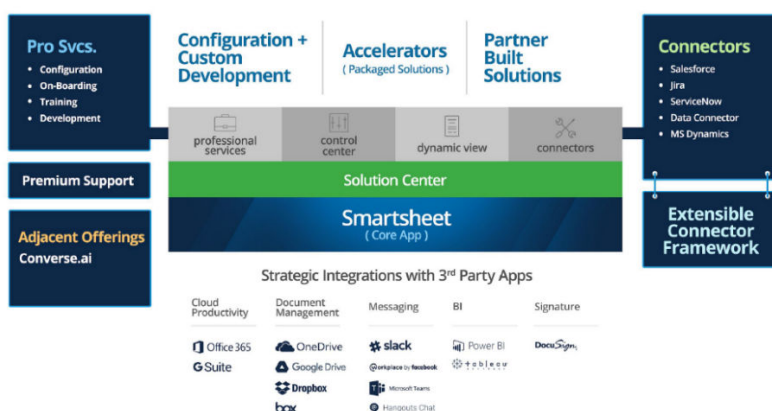 Pro Svcs.
• Configuration
• On-Boarding
• Training
• Development
Premium Support
Adjacent Offerings
Converse.ai
Configuration +
Custom
Development
Accelerators
( Packaged Solutions )
Partner
Built
Solutions
professional
services
control
center
dynamic view
connectors
Solution Center
Smartsheet
( Core App )
Connectors
• Salesforce
• Jira
• ServiceNow
• Data Connector
• MS Dynamics
Extensible
Connector
Framework
Strategic Integrations with 3rd Party Apps
Cloud
Productivity
Office 365
G Suite
Document
Management
OneDrive
Google Drive
Dropbox
box
Messaging
slack
workplace by facebook
Microsoft Teams
Hangouts Chat
BI
Power BI
+ a b l e a u
Signature
DocuSign